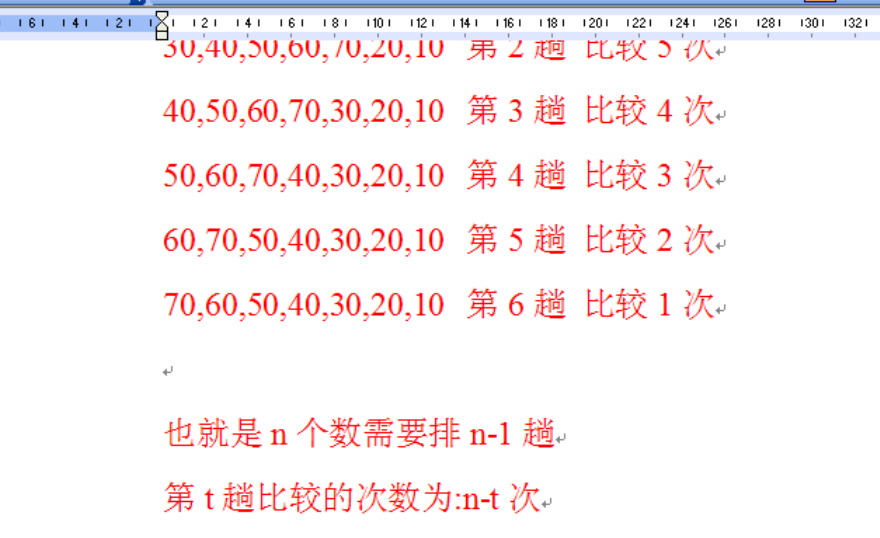 6 4 2 2 4 6 8 10 12 14 16 18 20 22 24 26 28 30 32
30,40,50,60,70,20,10 第 2 趟 比较 5 次
40,50,60,70,30,20,10 第 3 趟 比较 4 次
50,60,70,40,30,20,10 第 4 趟 比较 3 次
60,70,50,40,30,20,10 第 5 趟 比较 2 次
70,60,50,40,30,20,10 第 6 趟 比较 1 次
也就是 n 个数需要排 n-1 趟
第 t 趟比较的次数为:n-t 次